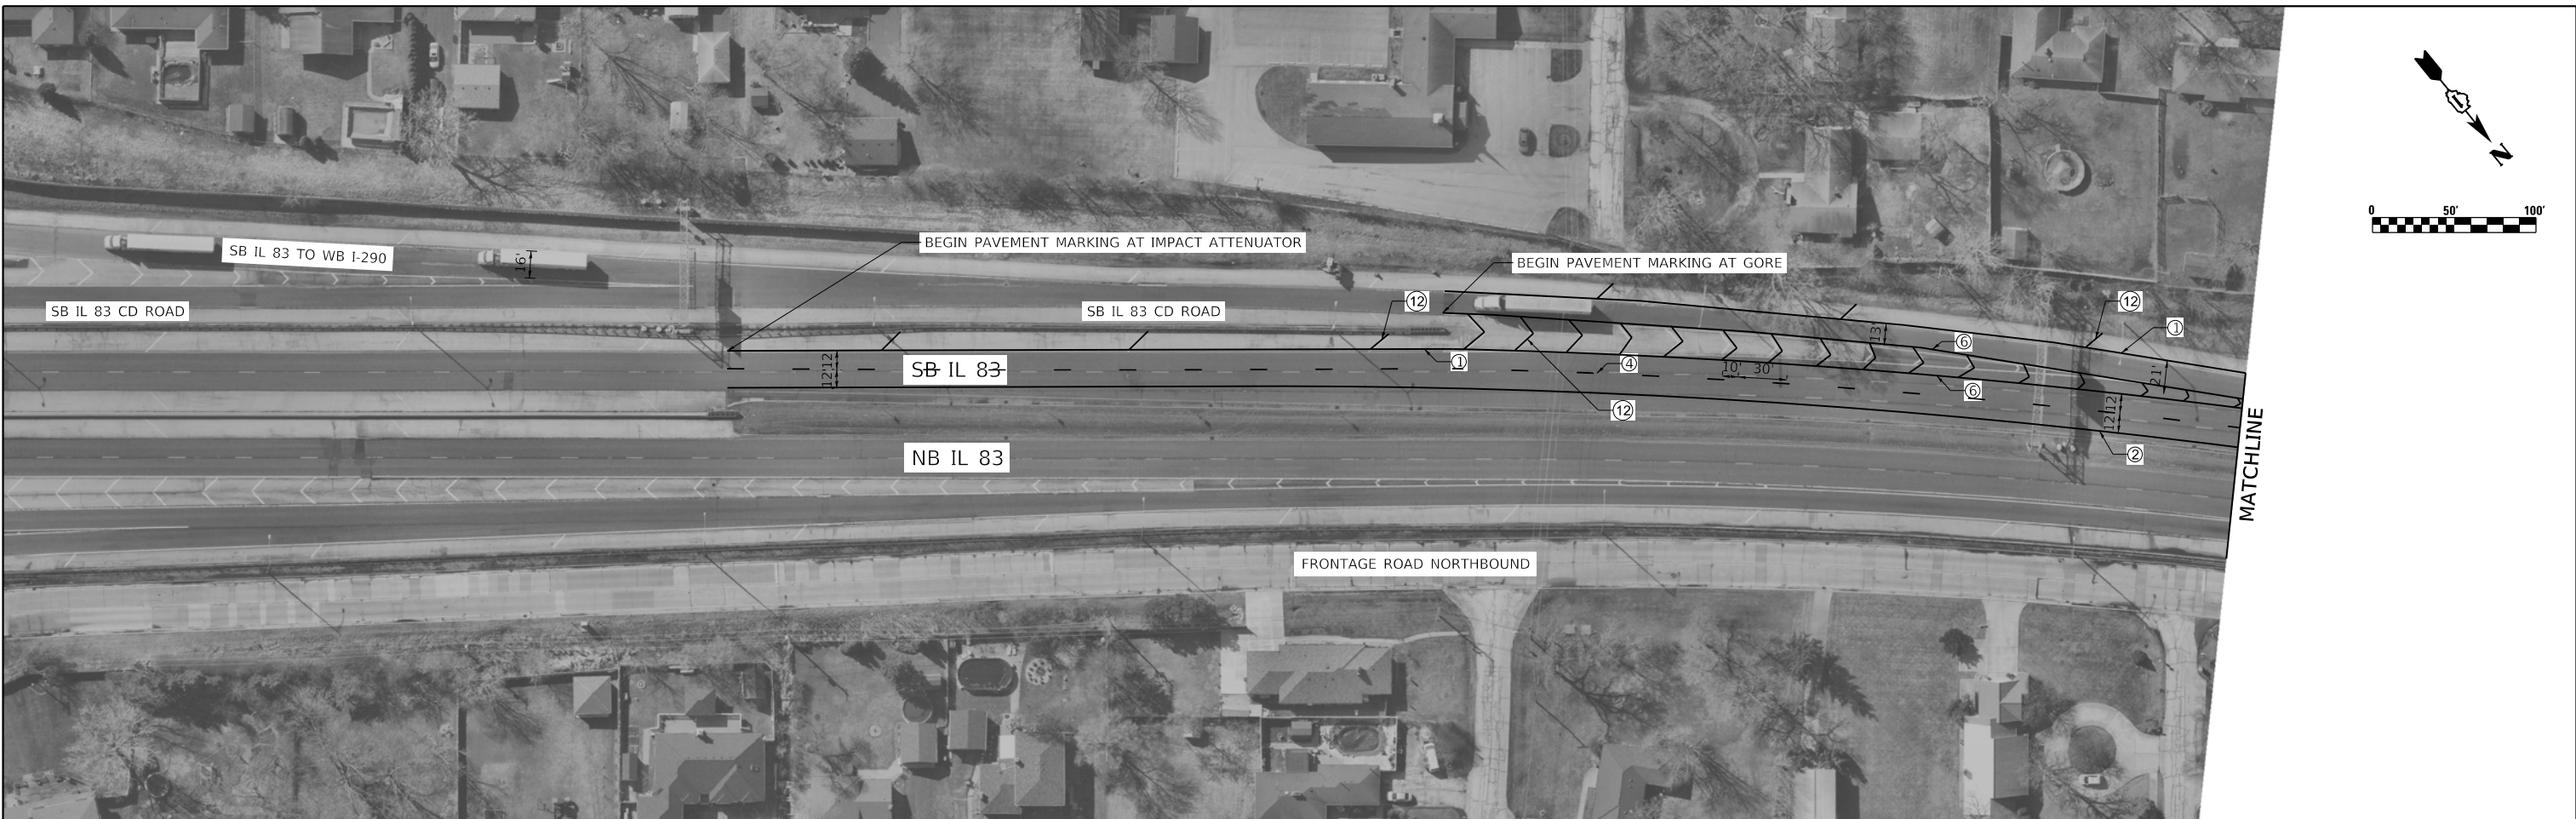 N
0 50' 100'
BEGIN PAVEMENT MARKING AT IMPACT ATTENUATOR
SB IL 83 TO WB I-290
16'
BEGIN PAVEMENT MARKING AT GORE
SB IL 83 CD ROAD
SB IL 83 CD ROAD
12
12
1
13'
6
12' 12'
SB IL 83
1
4
10' 30'
21'
6
12
12' 12'
2
NB IL 83
MATCHLINE
FRONTAGE ROAD NORTHBOUND